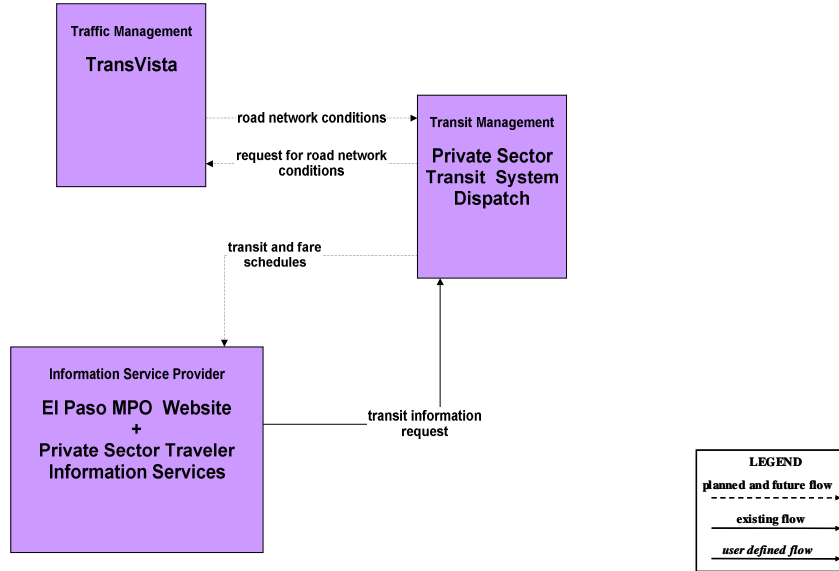 Traffic Management
TransVista
road network conditions
request for road network
conditions
Transit Management
Private Sector
Transit System
Dispatch
transit and fare
schedules
Information Service Provider
El Paso MPO Website
+
Private Sector Traveler
Information Services
transit information
request
LEGEND
planned and future flow
existing flow
user defined flow